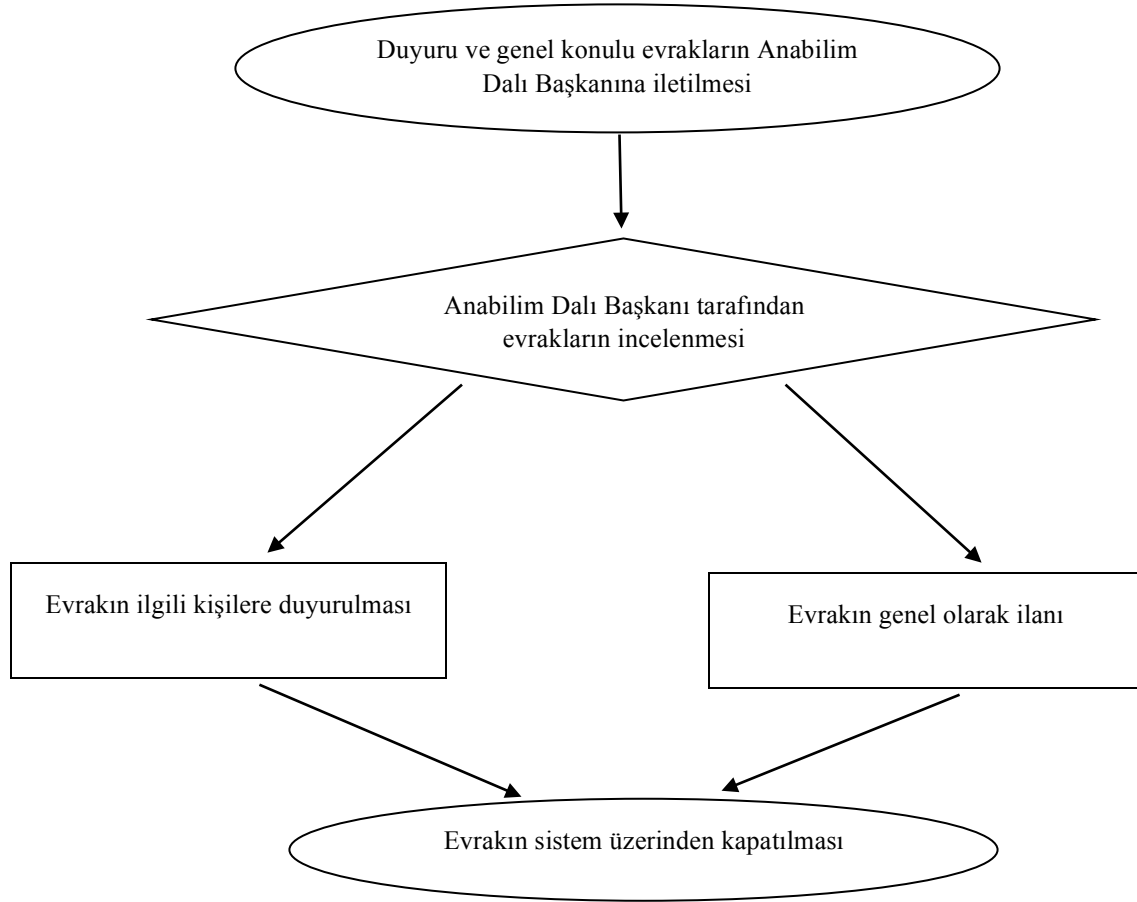 Duyuru ve genel konulu evrakların Anabilim
Dalı Başkanına iletilmesi
Anabilim Dalı Başkanı tarafından
evrakların incelenmesi
Evrakın ilgili kişilere duyurulması
Evrakın genel olarak ilanı
Evrakın sistem üzerinden kapatılması